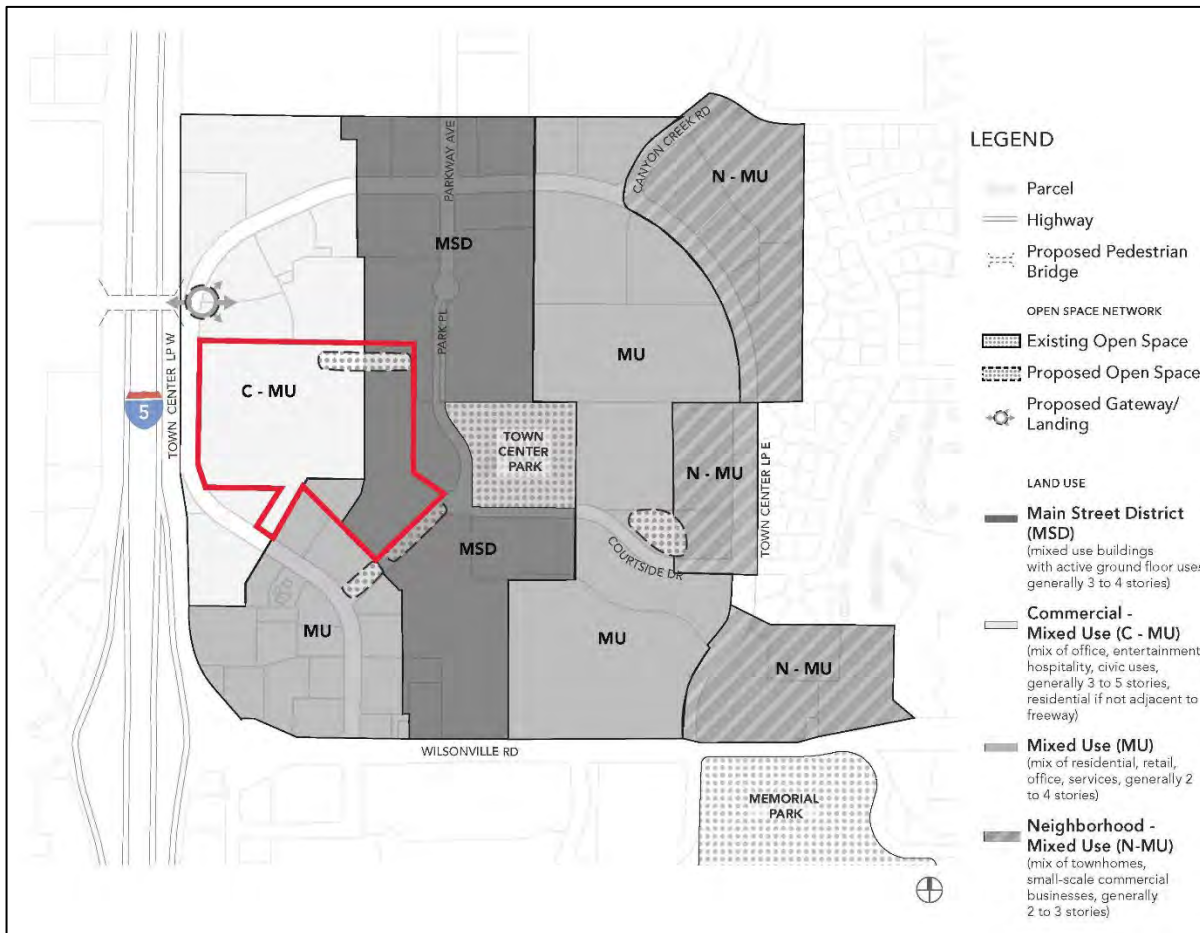 CANYON CREEK RD
PARKWAY AVE
N - MU
MSD
TOWN CENTER LP W
PARK PL
MU
C - MU
5
TOWN
CENTER
PARK
N - MU
TOWN CENTER LP E
MSD
COURTSIDE DR
MU
MU
N - MU
WILSONVILLE RD
MEMORIAL
PARK
LEGEND
Parcel
Highway
Proposed Pedestrian
Bridge
OPEN SPACE NETWORK
Existing Open Space
Proposed Open Space
Proposed Gateway/
Landing
LAND USE
Main Street District
(MSD)
(mixed use buildings
with active ground floor uses
generally 3 to 4 stories)
Commercial -
Mixed Use (C - MU)
(mix of office, entertainment
hospitality, civic uses,
generally 3 to 5 stories,
residential if not adjacent to
freeway)
Mixed Use (MU)
(mix of residential, retail,
office, services, generally 2
to 4 stories)
Neighborhood -
Mixed Use (N-MU)
(mix of townhomes,
small-scale commercial
businesses, generally
2 to 3 stories)